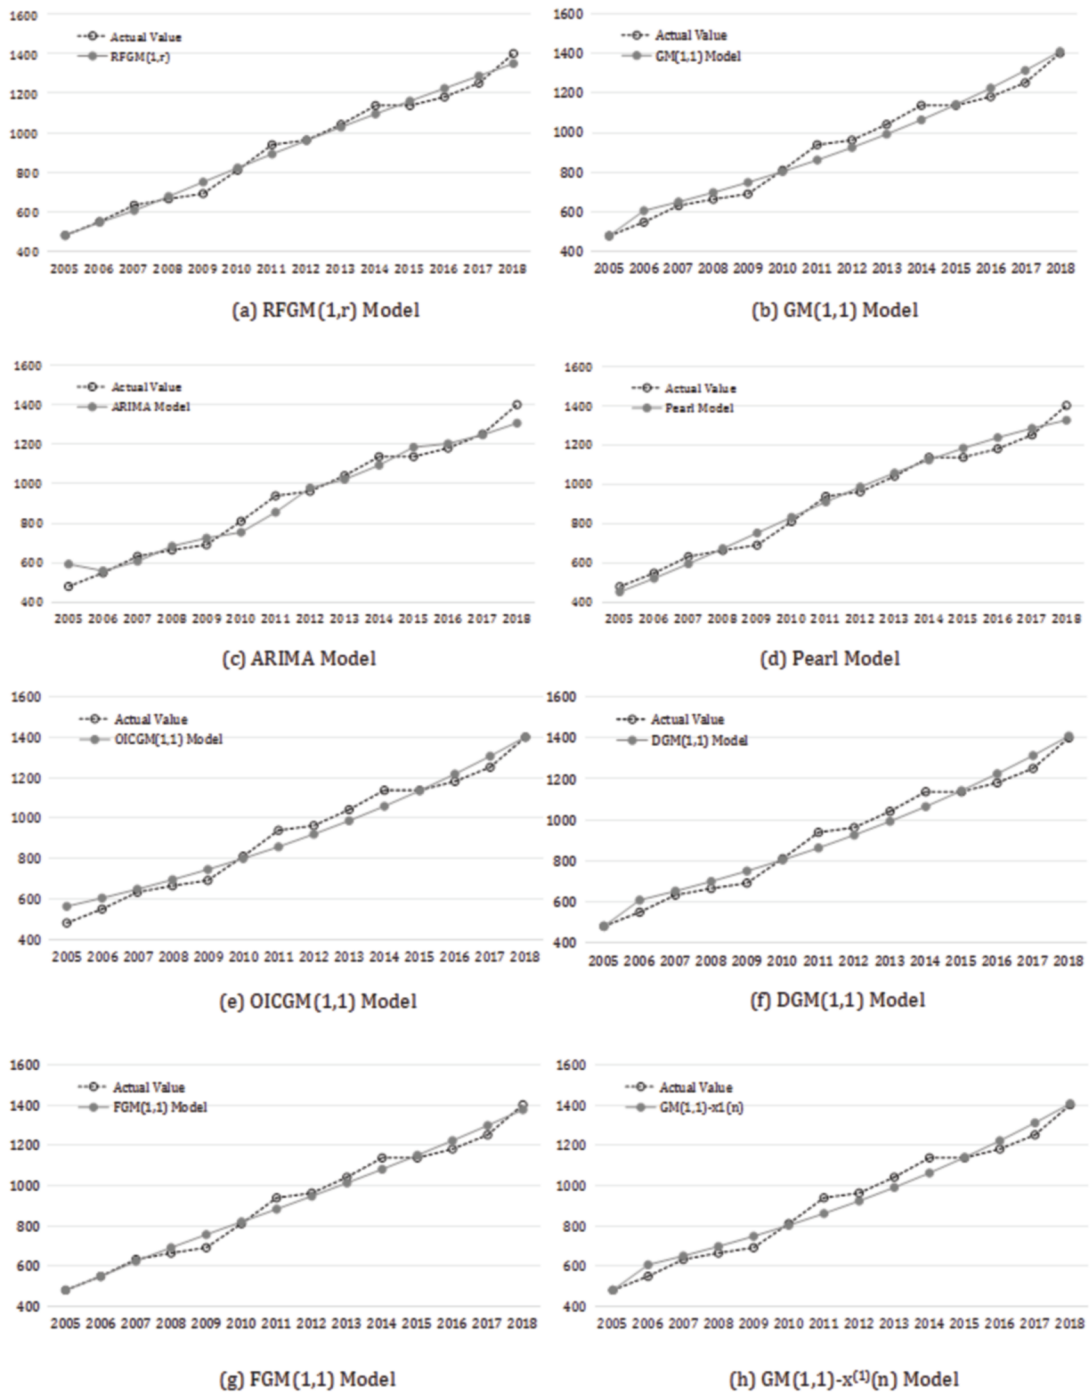 1600
1400
1200
1000
800
600
400
Actual Value
RFGM(1,r)
2005 2006 2007 2008 2009 2010 2011 2012 2013 2014 2015 2016 2017 2018
(a) RFGM(1,r) Model
1600
1400
1200
1000
800
600
400
Actual Value
GM(1,1) Model
2005 2006 2007 2008 2009 2010 2011 2012 2013 2014 2015 2016 2017 2018
(b) GM(1,1) Model
1600
1400
1200
1000
800
600
400
Actual Value
ARIMA Model
2005 2006 2007 2008 2009 2010 2011 2012 2013 2014 2015 2016 2017 2018
(c) ARIMA Model
1600
1400
1200
1000
800
600
400
Actual Value
Pearl Model
2005 2006 2007 2008 2009 2010 2011 2012 2013 2014 2015 2016 2017 2018
(d) Pearl Model
1600
1400
1200
1000
800
600
400
Actual Value
OICGM(1,1) Model
2005 2006 2007 2008 2009 2010 2011 2012 2013 2014 2015 2016 2017 2018
(e) OICGM(1,1) Model
1600
1400
1200
1000
800
600
400
Actual Value
DGM(1,1) Model
2005 2006 2007 2008 2009 2010 2011 2012 2013 2014 2015 2016 2017 2018
(f) DGM(1,1) Model
1600
1400
1200
1000
800
600
400
Actual Value
FGM(1,1) Model
2005 2006 2007 2008 2009 2010 2011 2012 2013 2014 2015 2016 2017 2018
(g) FGM(1,1) Model
1600
1400
1200
1000
800
600
400
Actual Value
GM(1,1)-x1(n)
2005 2006 2007 2008 2009 2010 2011 2012 2013 2014 2015 2016 2017 2018
(h) GM(1,1)-x⁽¹⁾(n) Model